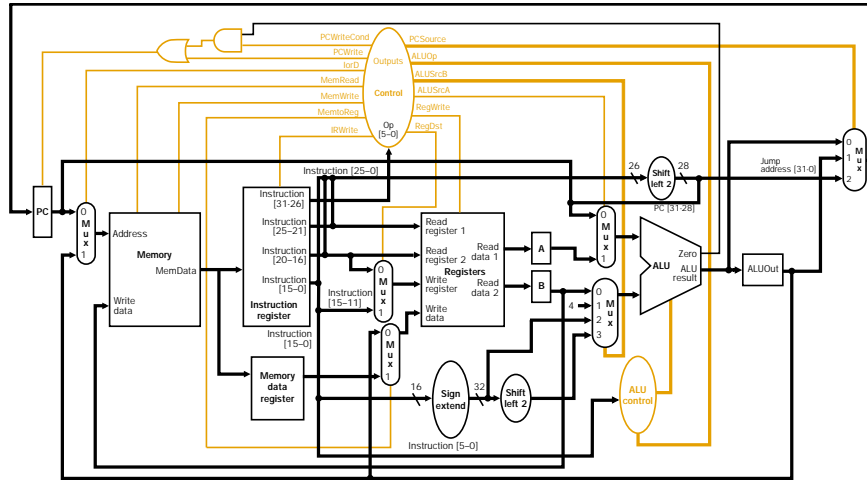 PCWriteCond
PCSource
PCWrite
ALUOp
Outputs
IorD
ALUSrcB
MemRead
Control
ALUSrcA
MemWrite
RegWrite
MemtoReg
Op
[5–0]
RegDst
IRWrite
Instruction [25–0]
26
Shift
left 2
28
Jump
address [31-0]
0
1
2
M
u
x
PC [31-28]
PC
0
M
u
x
1
Address
Memory
MemData
Write
data
Instruction
[31-26]
Instruction
[25–21]
Instruction
[20–16]
Instruction
[15–0]
Instruction
register
Instruction
[15–11]
Instruction
[15–0]
0
M
u
x
1
0
M
u
x
1
Read
register 1
Read
register 2
Registers
Write
register
Write
data
Read
data 1
Read
data 2
A
B
0
M
u
x
1
4
0
1
2
3
M
u
x
Zero
ALU
ALU
result
ALUOut
Memory
data
register
16
Sign
extend
32
Shift
left 2
ALU
control
Instruction [5–0]